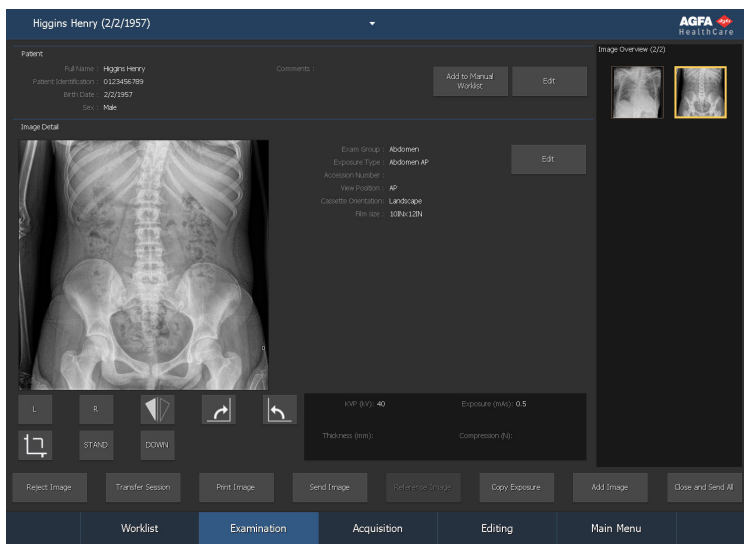 Higgins Henry (2/2/1957)
AGFA
HealthCare
Patient
Full Name : Higgins Henry
Patient Identification : 0123456789
Birth Date : 2/2/1957
Sex : Male
Comments :
Add to Manual
Worklist
Edit
Image Overview (2/2)
Image Detail
Exam Group : Abdomen
Exposure Type : Abdomen AP
Accession Number :
View Position : AP
Cassette Orientation: Landscape
Film size : 10INx12IN
Edit
L
R
STAND
DOWN
KVP (kV): 40
Exposure (mAs): 0.5
Thickness (mm):
Compression (N):
Reject Image
Transfer Session
Print Image
Send Image
Reference Image
Copy Exposure
Add Image
Close and Send All
Worklist
Examination
Acquisition
Editing
Main Menu